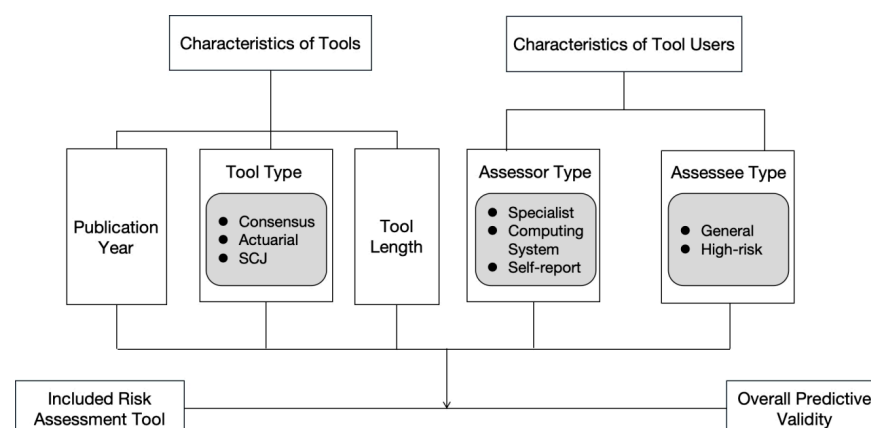 Characteristics of Tools
Characteristics of Tool Users
Publication
Year
Tool Type
● Consensus
● Actuarial
● SCJ
Tool
Length
Assessor Type
● Specialist
● Computing
System
● Self-report
Assessee Type
● General
● High-risk
Included Risk
Assessment Tool
Overall Predictive
Validity